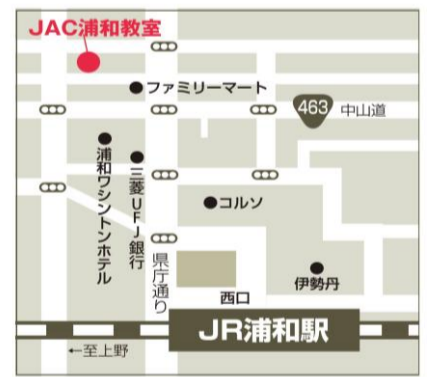 JAC浦和教室
ファミリーマート
463
中山道
浦和ワシントンホテル
三菱UFJ銀行
コルソ
県庁通り
伊勢丹
西口
JR浦和駅
←至上野